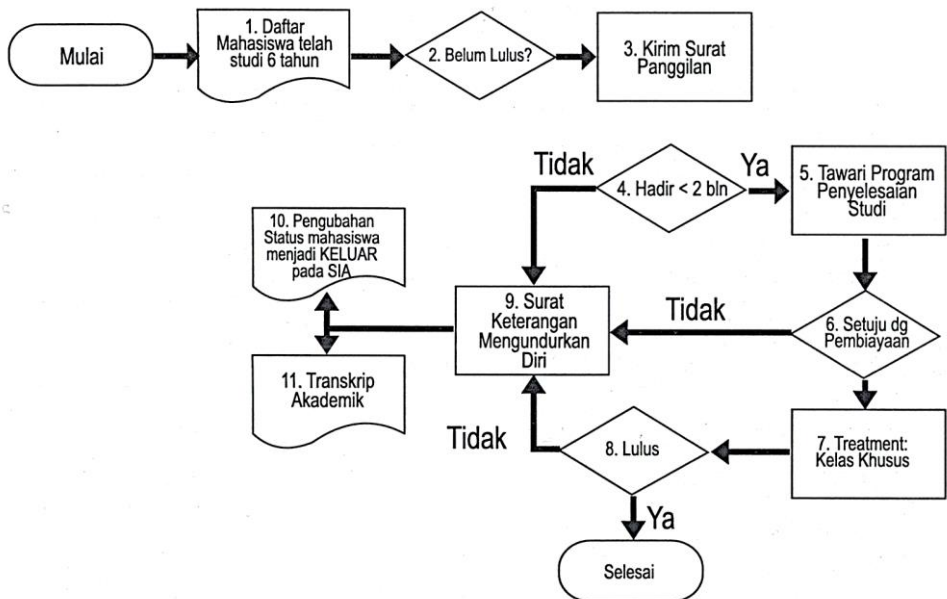 Mulai
1. Daftar
Mahasiswa telah
studi 6 tahun
2. Belum Lulus?
3. Kirim Surat
Panggilan
Tidak
4. Hadir < 2 bln
Ya
5. Tawari Program
Penyelesaian
Studi
10. Pengubahan
Status mahasiswa
menjadi KELUAR
pada SIA
9. Surat
Keterangan
Mengundurkan
Diri
Tidak
6. Setuju dg
Pembiayaan
11. Transkrip
Akademik
Tidak
8. Lulus
7. Treatment:
Kelas Khusus
Ya
Selesai